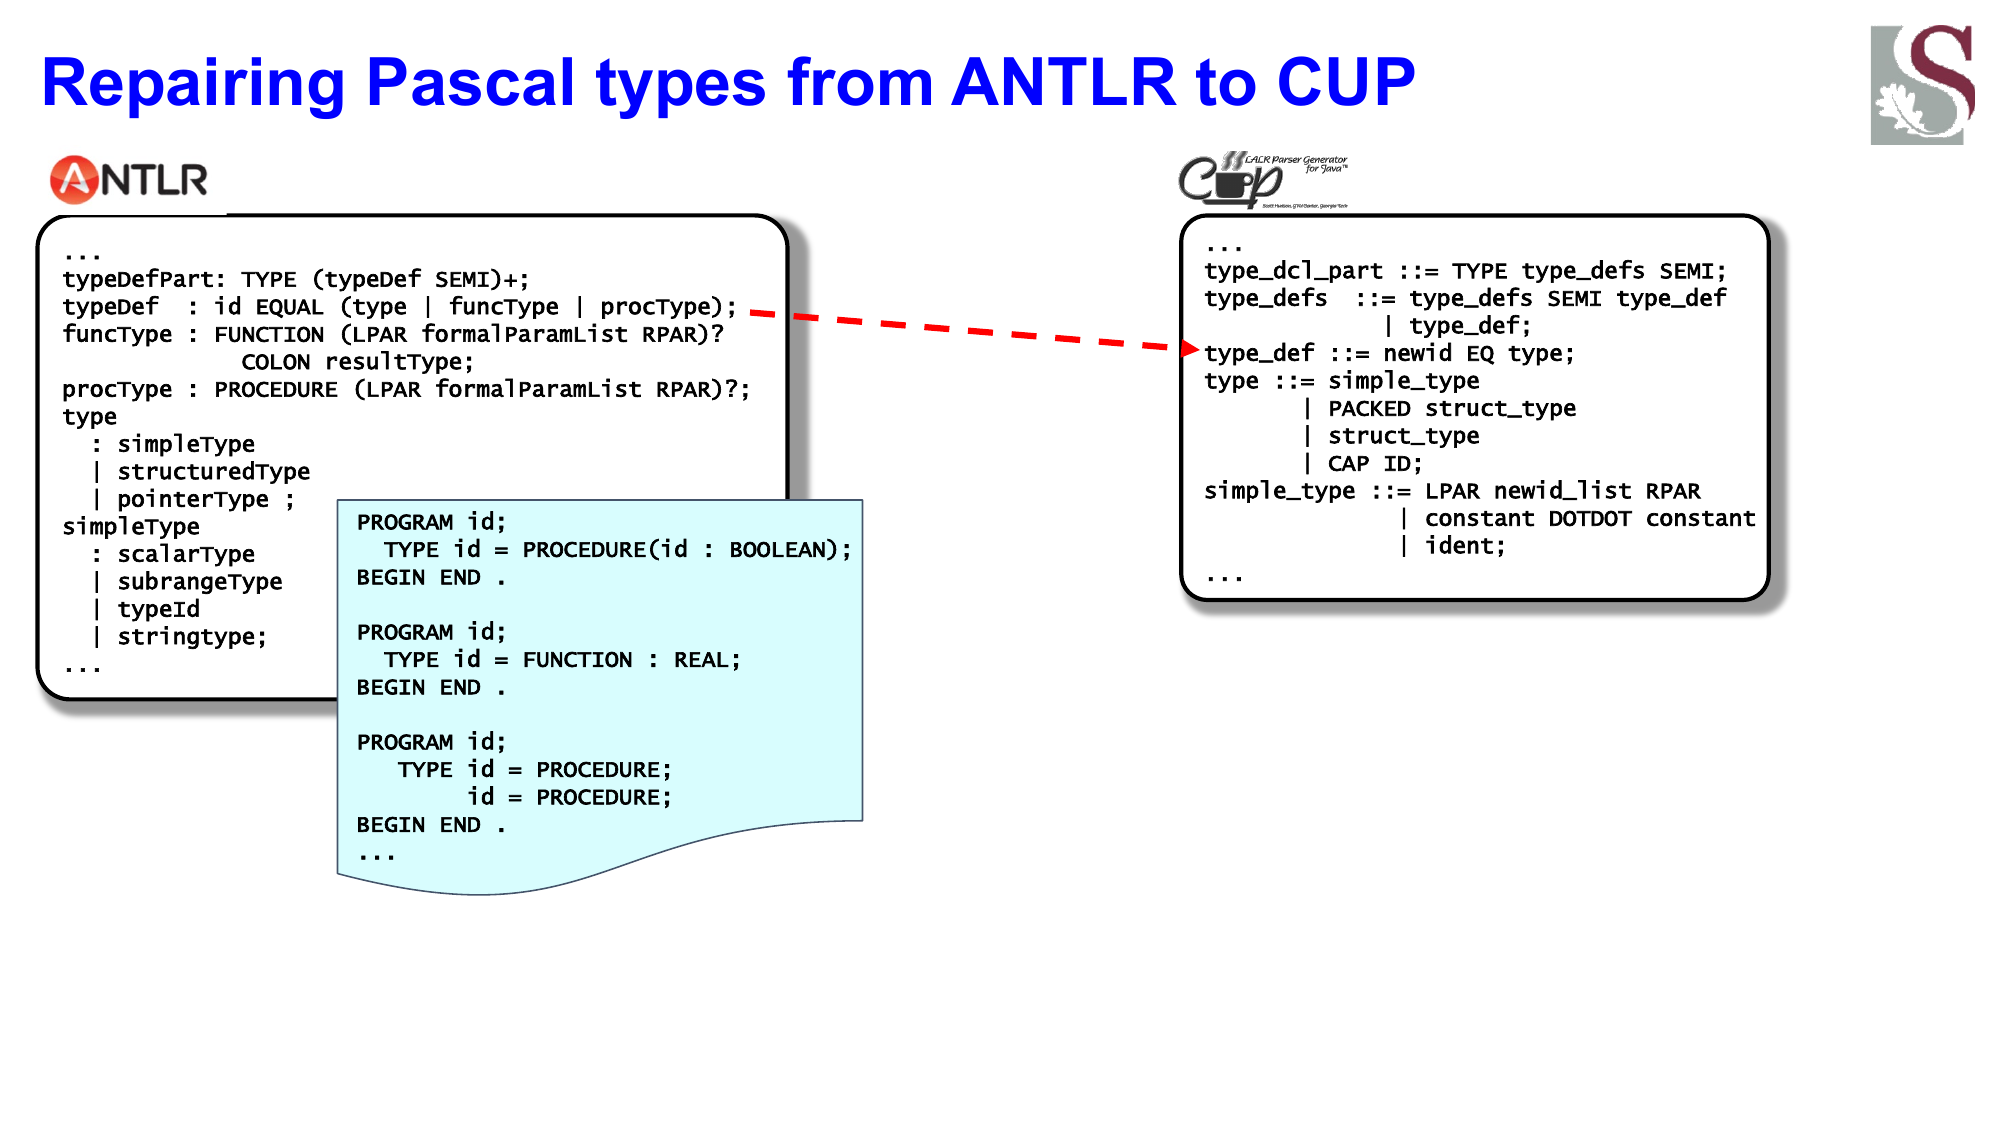 Repairing Pascal types from ANTLR to CUP
ANTLR
...
typeDefPart: TYPE (typeDef SEMI)+;
typeDef  : id EQUAL (type | funcType | procType);
funcType : FUNCTION (LPAR formalParamList RPAR)?
             COLON resultType;
procType : PROCEDURE (LPAR formalParamList RPAR)?;
type
  : simpleType
  | structuredType
  | pointerType ;
simpleType
  : scalarType
  | subrangeType
  | typeId
  | stringtype;
...
PROGRAM id;
  TYPE id = PROCEDURE(id : BOOLEAN);
BEGIN END .
PROGRAM id;
  TYPE id = FUNCTION : REAL;
BEGIN END .
PROGRAM id;
   TYPE id = PROCEDURE;
        id = PROCEDURE;
BEGIN END .
...
Cup
LALR Parser Generator
for Java™
...
type_dcl_part ::= TYPE type_defs SEMI;
type_defs  ::= type_defs SEMI type_def
             | type_def;
type_def ::= newid EQ type;
type ::= simple_type
       | PACKED struct_type
       | struct_type
       | CAP ID;
simple_type ::= LPAR newid_list RPAR
              | constant DOTDOT constant
              | ident;
...